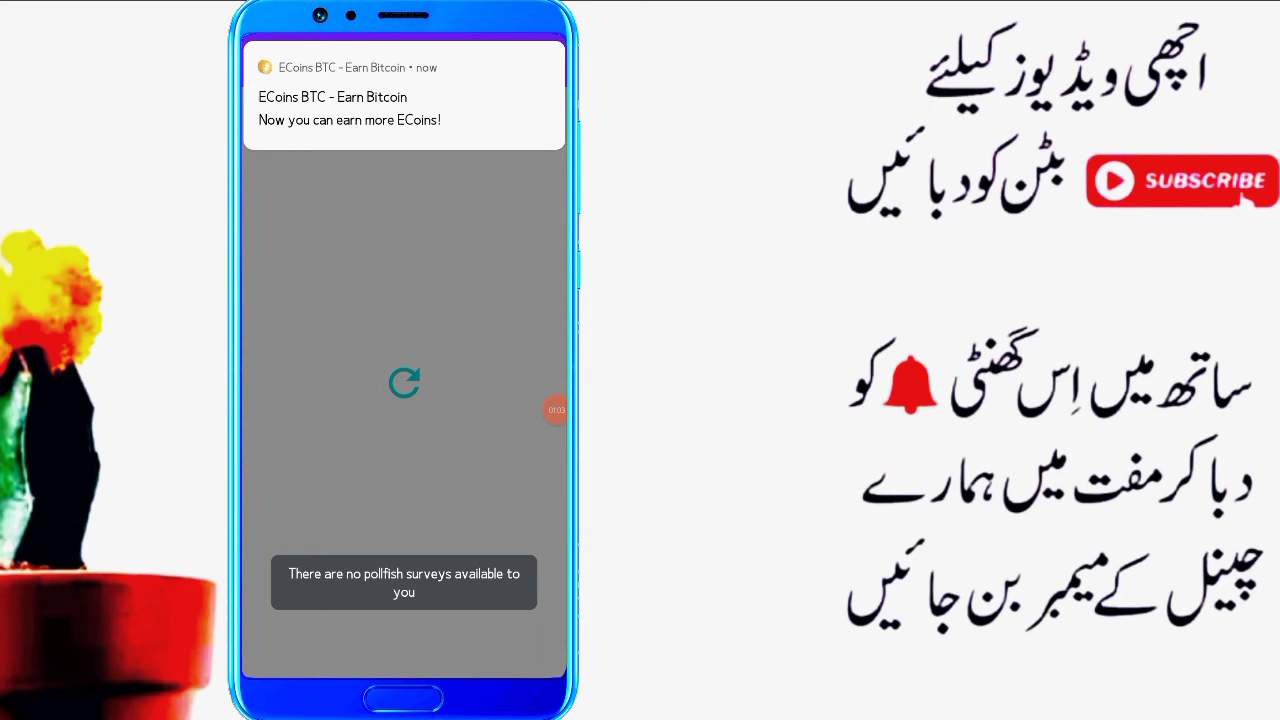 ECoins BTC - Earn Bitcoin • now
ECoins BTC - Earn Bitcoin
Now you can earn more ECoins!
01:03
There are no pollfish surveys available to
you
اچھی ویڈیوز کیلئے
SUBSCRIBE بٹن کو دبائیں
ساتھ میں اِس گھنٹی کو
دبا کر مفت میں ہمارے
چینل کے میمبر بن جائیں